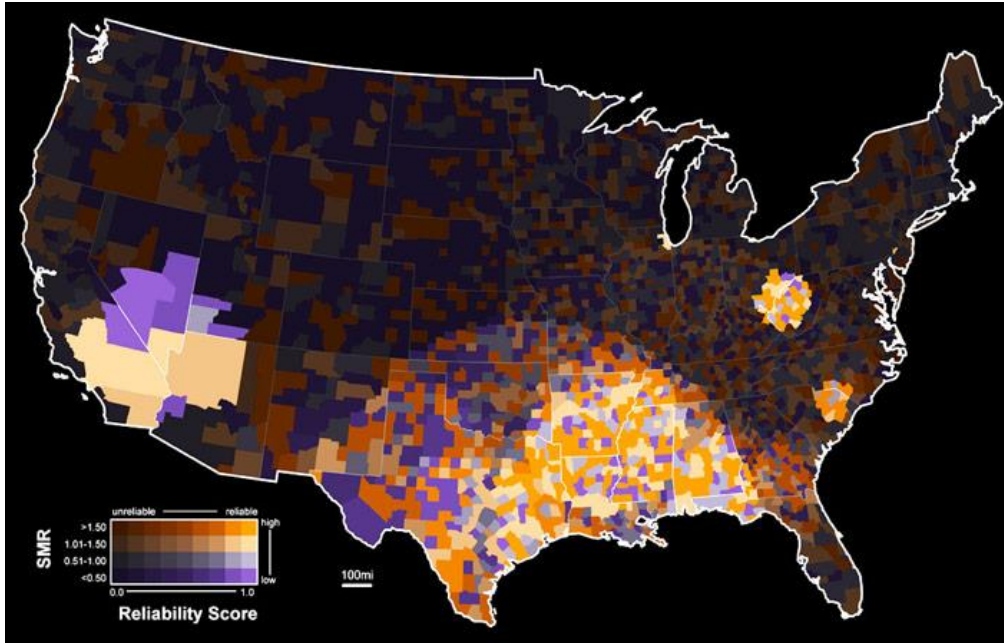 unreliable reliable
>1.50 high
1.01-1.50
0.51-1.00
<0.50 low
SMR
0.0 1.0
Reliability Score
100mi